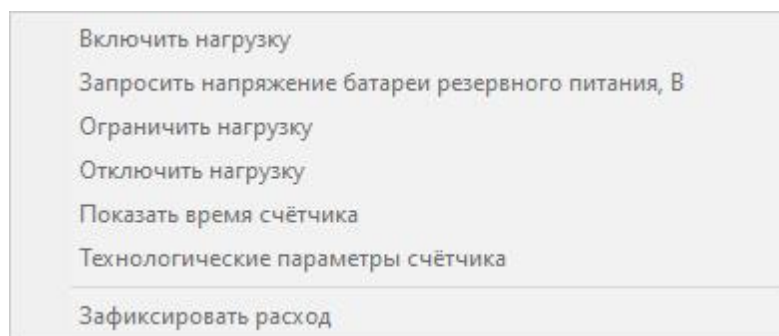 Включить нагрузку
Запросить напряжение батареи резервного питания, В
Ограничить нагрузку
Отключить нагрузку
Показать время счётчика
Технологические параметры счётчика
Зафиксировать расход